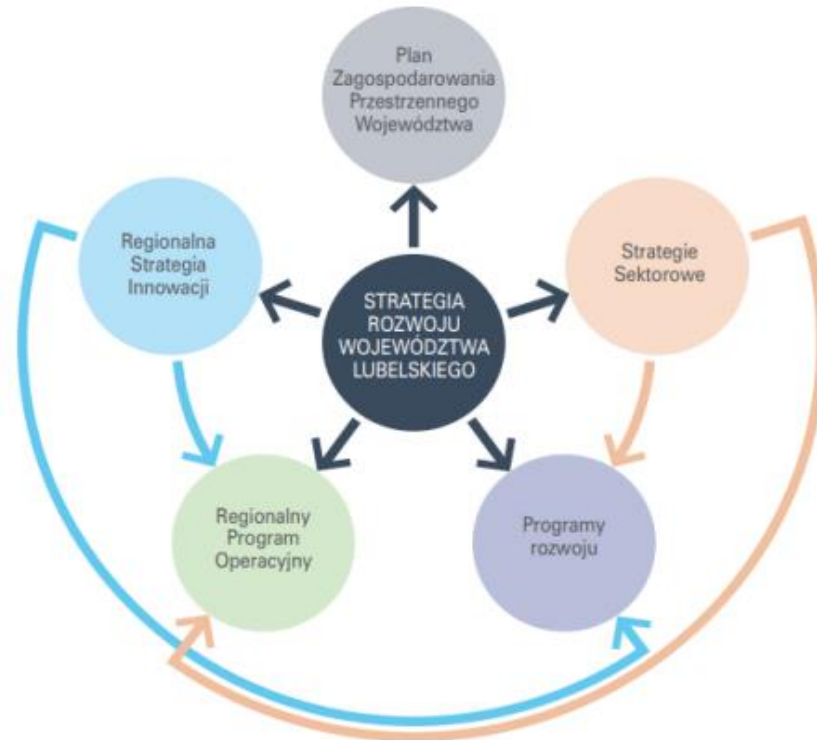 Plan
Zagospodarowania
Przestrzennego
Województwa
Regionalna
Strategia
Innowacji
Strategie
Sektorowe
STRATEGIA
ROZWOJU
WOJEWÓDZTWA
LUBELSKIEGO
Regionalny
Program
Operacyjny
Programy
rozwoju